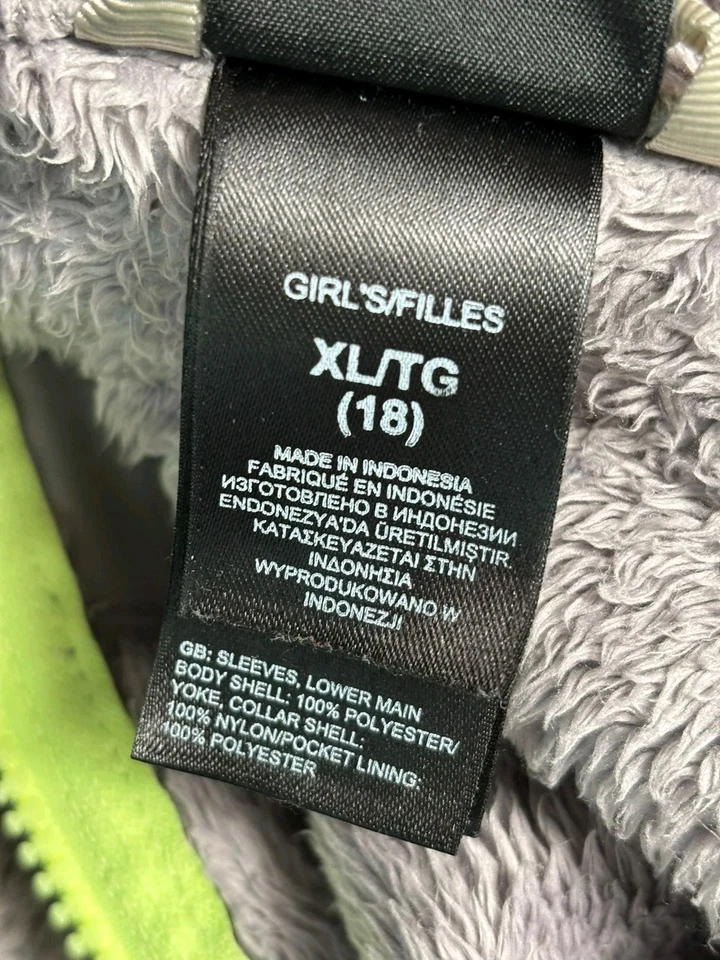 GIRL'S/FILLES
XL/TG
(18)
MADE IN INDONESIA
FABRIQUÉ EN INDONÉSIE
ИЗГОТОВЛЕНО В ИНДОНЕЗИИ
ENDONEZYA'DA ÜRETILMIŞTIR.
ΚΑΤΑΣΚΕΥΑΖΕΤΑΙ ΣΤΗΝ
ΙΝΔΟΝΗΣΙΑ
WYPRODUKOWANO W
INDONEZJI
GB: SLEEVES, LOWER MAIN
BODY SHELL: 100% POLYESTER/
YOKE, COLLAR SHELL:
100% NYLON/POCKET LINING:
100% POLYESTER